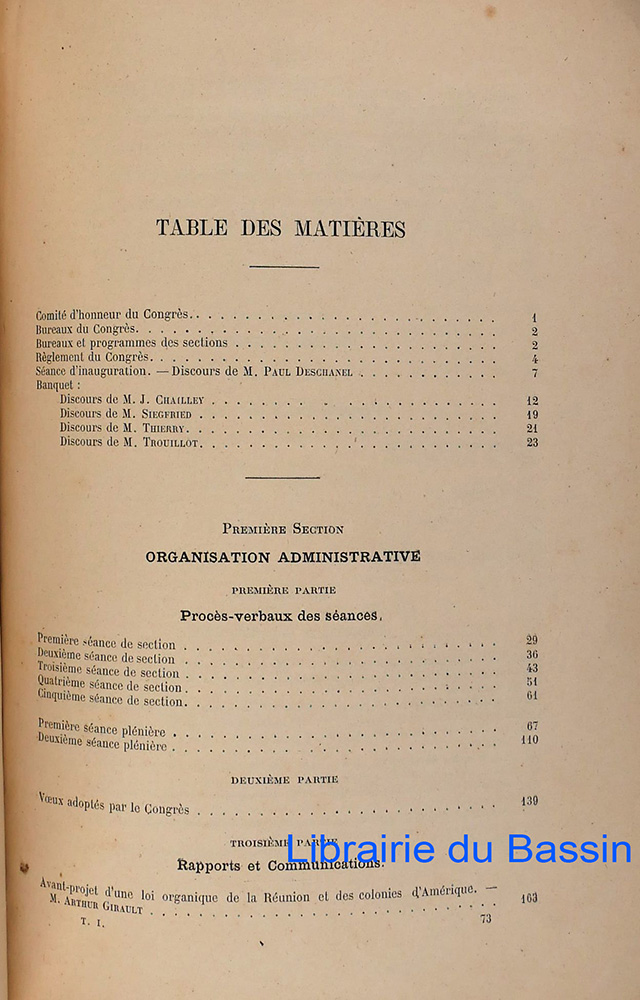 TABLE DES MATIÈRES
Comité d'honneur du Congrès. 1
Bureaux du Congrès. 2
Bureaux et programmes des sections 2
Règlement du Congrès. 4
Séance d'inauguration. — Discours de M. PAUL DESCHANEL 7
Banquet :
Discours de M. J. CHAILLEY 12
Discours de M. SIEGFRIED 19
Discours de M. THIERRY. 21
Discours de M. TROUILLOT. 23
PREMIÈRE SECTION
ORGANISATION ADMINISTRATIVE
PREMIÈRE PARTIE
Procès-verbaux des séances.
Première séance de section 29
Deuxième séance de section 36
Troisième séance de section 43
Quatrième séance de section 51
Cinquième séance de section. 61
Première séance plénière 67
Deuxième séance plénière 110
DEUXIÈME PARTIE
Vœux adoptés par le Congrès 139
TROISIÈME PARTIE
Librairie du Bassin
Rapports et Communications.
Avant-projet d'une loi organique de la Réunion et des colonies d'Amérique. —
M. ARTHUR GIRAULT 163
T. I. 73